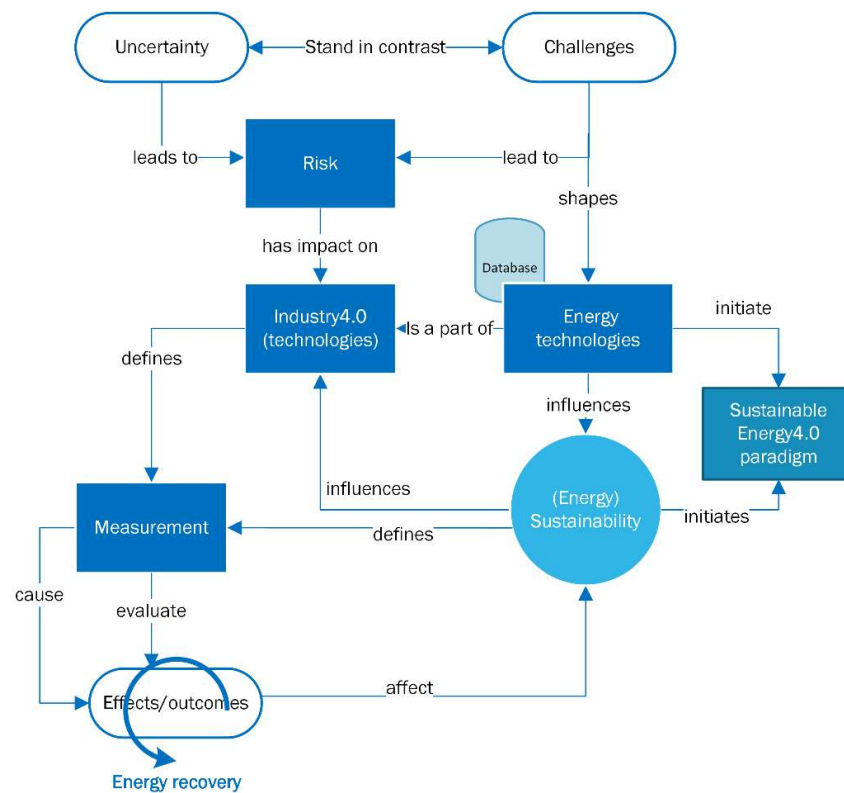 Uncertainty
Stand in contrast
Challenges
leads to
Risk
lead to
shapes
has impact on
Database
Industry4.0
(technologies)
Is a part of
Energy
technologies
initiate
defines
influences
Sustainable
Energy4.0
paradigm
influences
(Energy)
Sustainability
initiates
Measurement
defines
cause
evaluate
Effects/outcomes
affect
Energy recovery